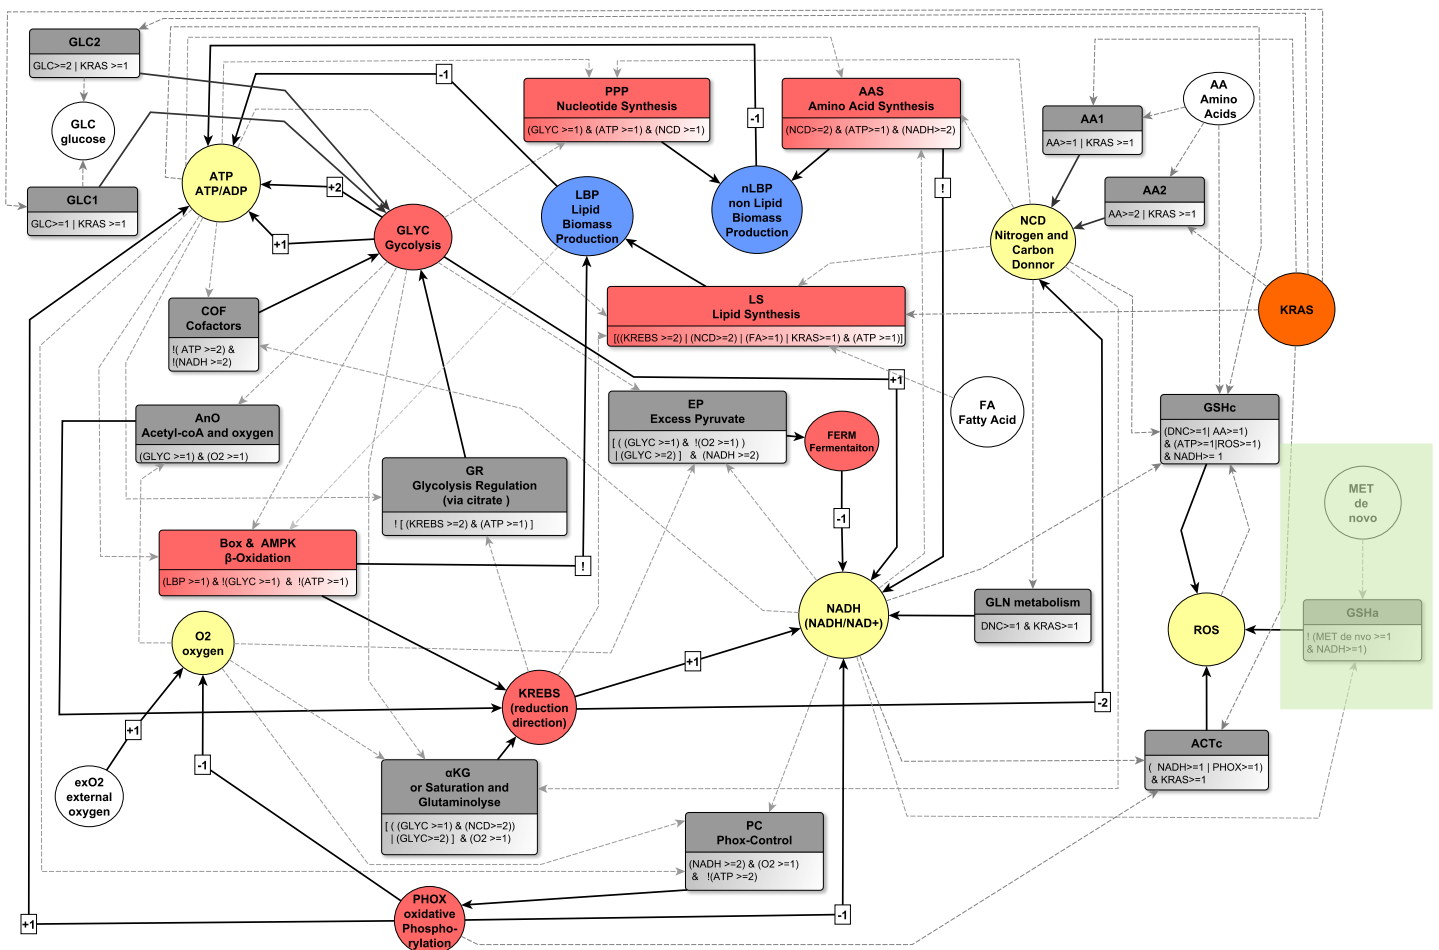 GLC2
GLC>=2 | KRAS >=1
GLC
glucose
GLC1
GLC>=1 | KRAS >=1
ATP
ATP/ADP
-1
+2
+1
GLYC
Gycolysis
PPP
Nucleotide Synthesis
(GLYC >=1) & (ATP >=1) & (NCD >=1)
AAS
Amino Acid Synthesis
(NCD>=2) & (ATP>=1) & (NADH>=2)
-1
!
LBP
Lipid
Biomass
Production
nLBP
non Lipid
Biomass
Production
AA1
AA>=1 | KRAS >=1
AA
Amino
Acids
AA2
AA>=2 | KRAS >=1
NCD
Nitrogen and
Carbon
Donnor
KRAS
COF
Cofactors
!( ATP >=2) &
!(NADH >=2)
LS
Lipid Synthesis
[((KREBS >=2) | (NCD>=2) | (FA>=1) | KRAS>=1) & (ATP >=1)]
+1
FA
Fatty Acid
AnO
Acetyl-coA and oxygen
(GLYC >=1) & (O2 >=1)
EP
Excess Pyruvate
[ ( (GLYC >=1) & !(O2 >=1) )
| (GLYC >=2) ] & (NADH >=2)
FERM
Fermentaiton
-1
GSHc
(DNC>=1| AA>=1)
& (ATP>=1|ROS>=1)
& NADH>= 1
GR
Glycolysis Regulation
(via citrate )
! [ (KREBS >=2) & (ATP >=1) ]
MET
de
novo
Box & AMPK
β-Oxidation
(LBP >=1) & !(GLYC >=1) & !(ATP >=1)
!
O2
oxygen
NADH
(NADH/NAD+)
GLN metabolism
DNC>=1 & KRAS>=1
ROS
GSHa
! (MET de nvo >=1
& NADH>=1)
+1
KREBS
(reduction
direction)
-2
+1
-1
exO2
external
oxygen
αKG
or Saturation and
Glutaminolyse
[ ( (GLYC >=1) & (NCD>=2))
| (GLYC>=2) ] & (O2 >=1)
ACTc
( NADH>=1 | PHOX>=1)
& KRAS>=1
PC
Phox-Control
(NADH >=2) & (O2 >=1)
& !(ATP >=2)
PHOX
oxidative
Phospho-
rylation
+1
-1